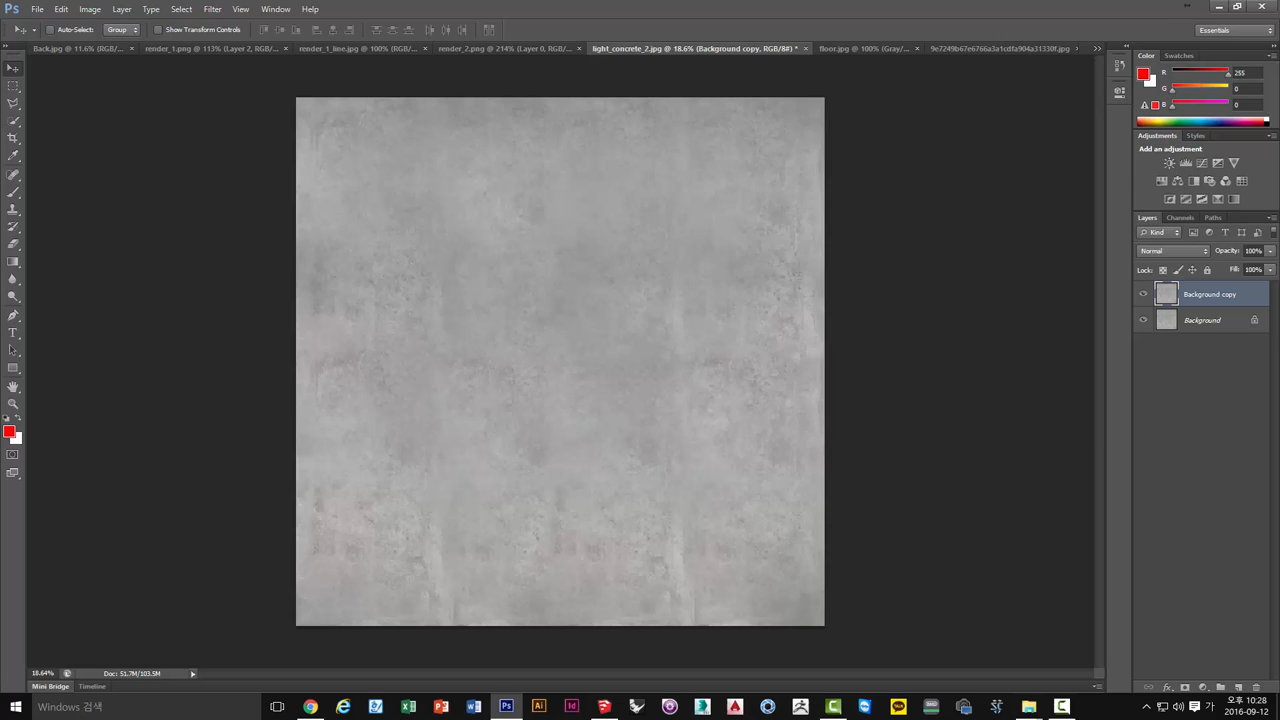 Ps File Edit Image Layer Type Select Filter View Window Help
Auto-Select: Group Show Transform Controls Essentials
Back.jpg @ 11.6% (RGB/8... render_1.png @ 113% (Layer 2, RGB/... render_1_line.jpg @ 100% (RGB/... render_2.png @ 214% (Layer 0, RGB/... light_concrete_2.jpg @ 18.6% (Background copy, RGB/8#) * floor.jpg @ 100% (Gray/... 9e7249b67e6766a3a1cdfa904a31330f.jpg
Color Swatches
R 255
G 0
B 0
Adjustments Styles
Add an adjustment
Layers Channels Paths
Kind
Normal Opacity: 100%
Lock: Fill: 100%
Background copy
Background
18.64% Doc: 51.7M/103.5M
Mini Bridge Timeline
Windows 검색
가 오후 10:28
2016-09-12